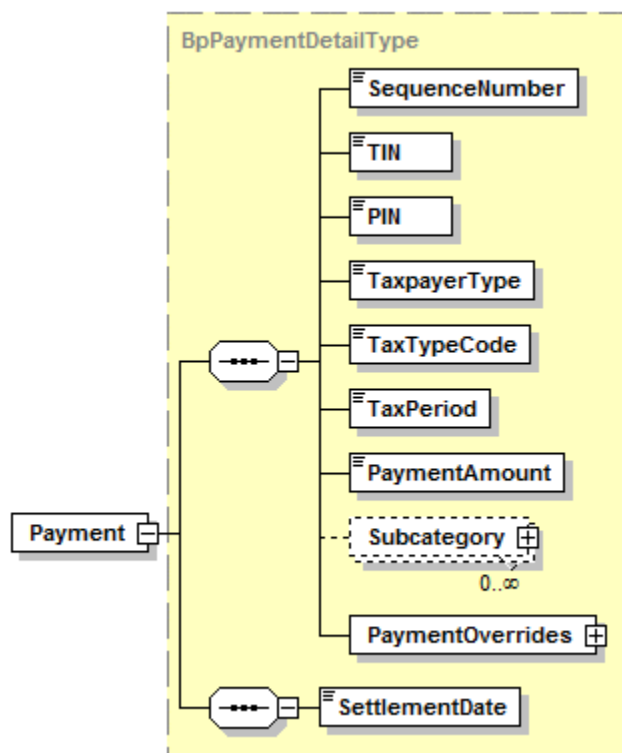 BpPaymentDetailType
SequenceNumber
TIN
PIN
TaxpayerType
TaxTypeCode
TaxPeriod
PaymentAmount
Payment
Subcategory
0..∞
PaymentOverrides
SettlementDate